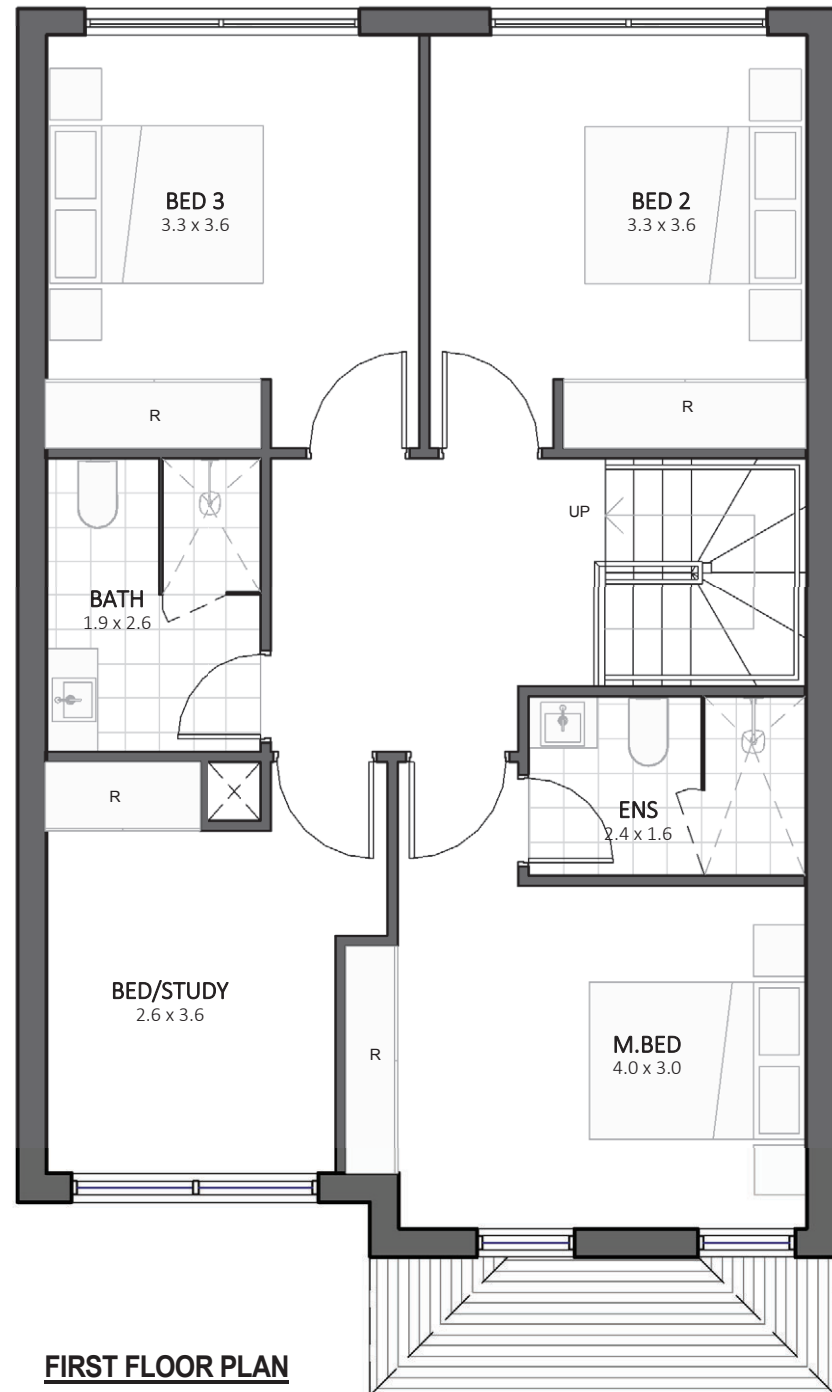 BED 3
3.3 x 3.6
BED 2
3.3 x 3.6
R
R
UP
BATH
1.9 x 2.6
R
ENS
2.4 x 1.6
BED/STUDY
2.6 x 3.6
R
M.BED
4.0 x 3.0
FIRST FLOOR PLAN